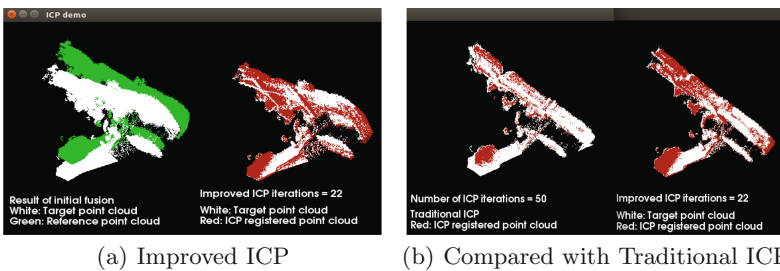 ICP demo
Result of initial fusion
White: Target point cloud
Green: Reference point cloud
Improved ICP iterations = 22
White: Target point cloud
Red: ICP registered point cloud
Number of ICP iterations = 50
Traditional ICP
Red: ICP registered point cloud
Improved ICP iterations = 22
White: Target point cloud
Red: ICP registered point cloud
(a) Improved ICP
(b) Compared with Traditional ICP